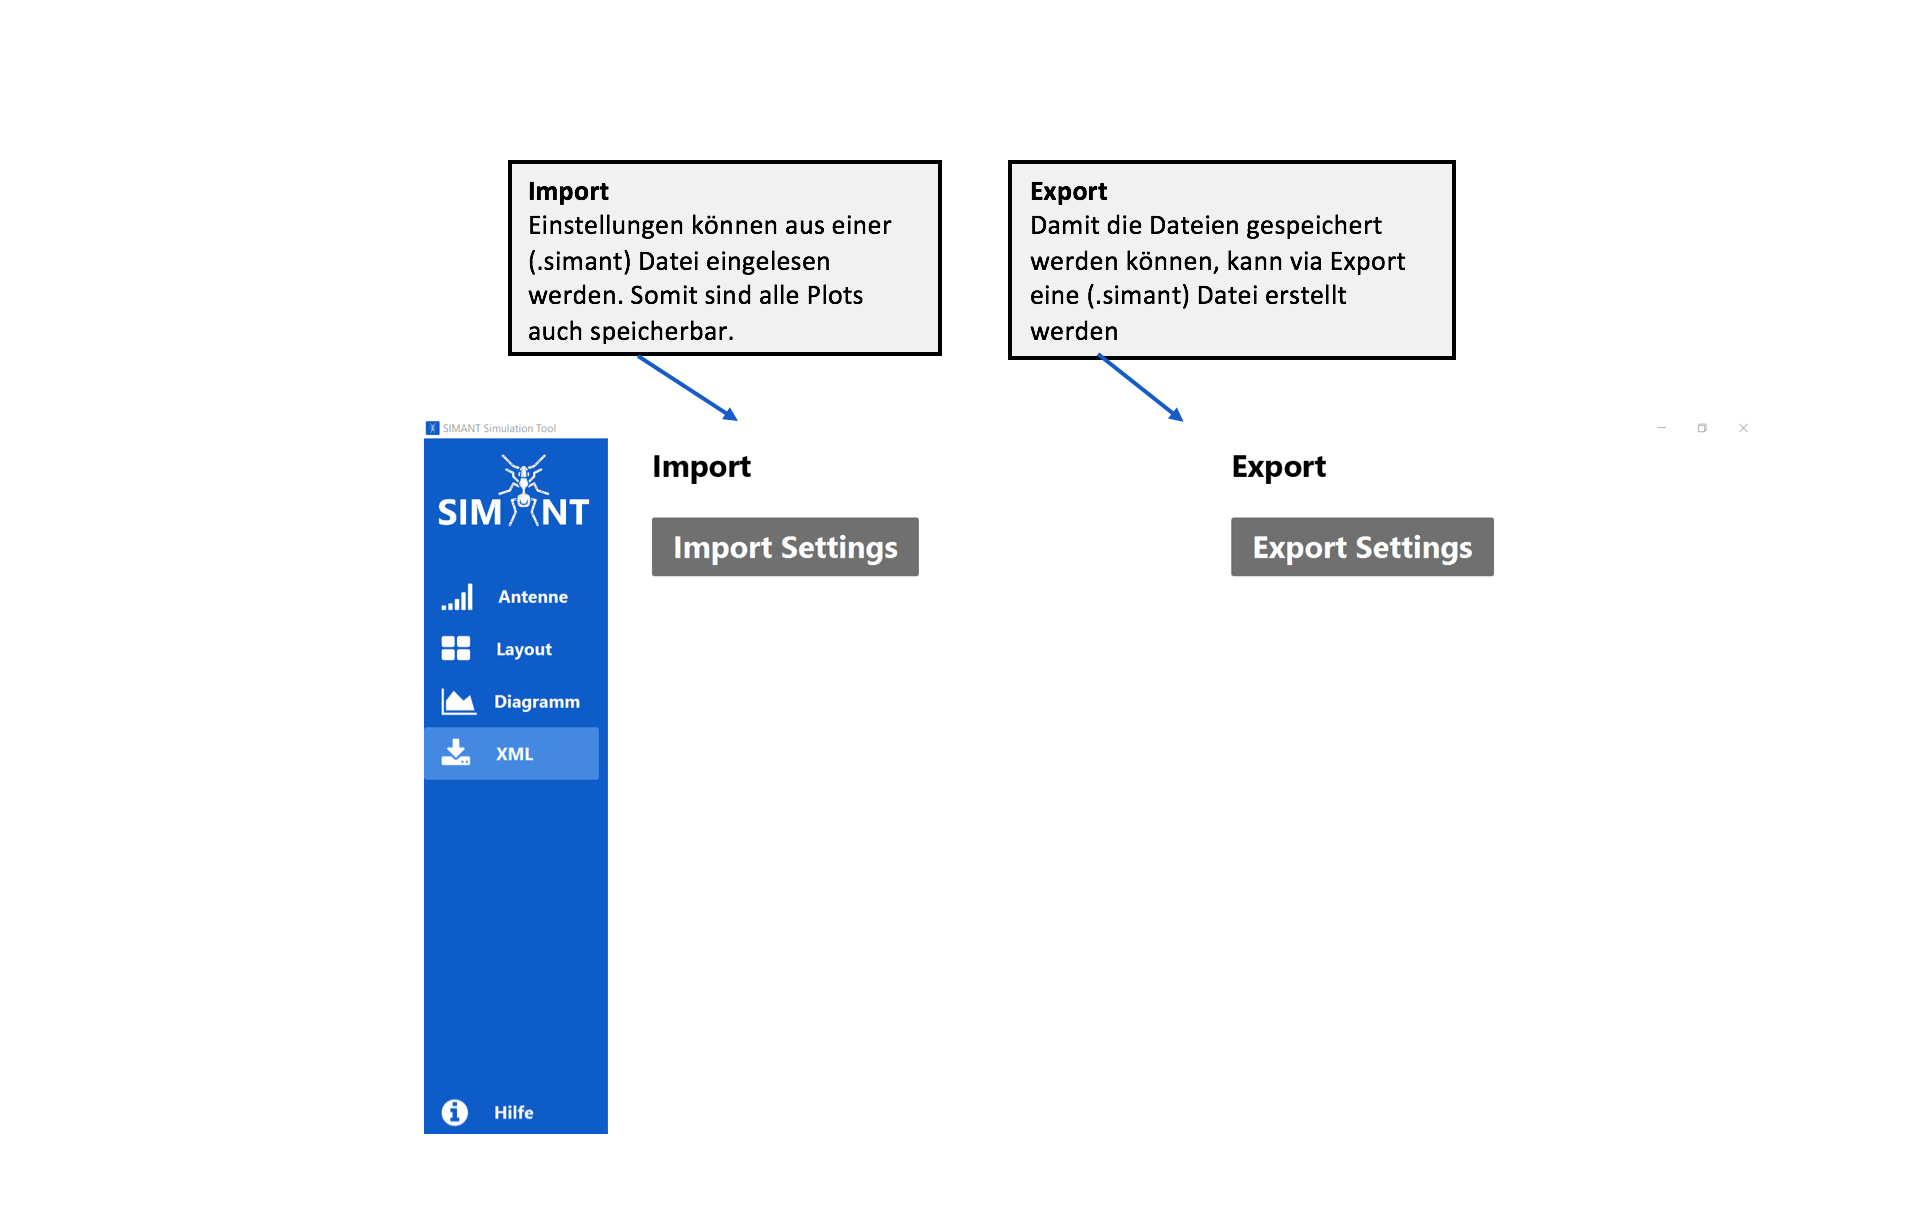 Import
Einstellungen können aus einer
(.simant) Datei eingelesen
werden. Somit sind alle Plots
auch speicherbar.
Export
Damit die Dateien gespeichert
werden können, kann via Export
eine (.simant) Datei erstellt
werden
SIMANT Simulation Tool
SIMANT
Antenne
Layout
Diagramm
XML
Hilfe
Import
Import Settings
Export
Export Settings